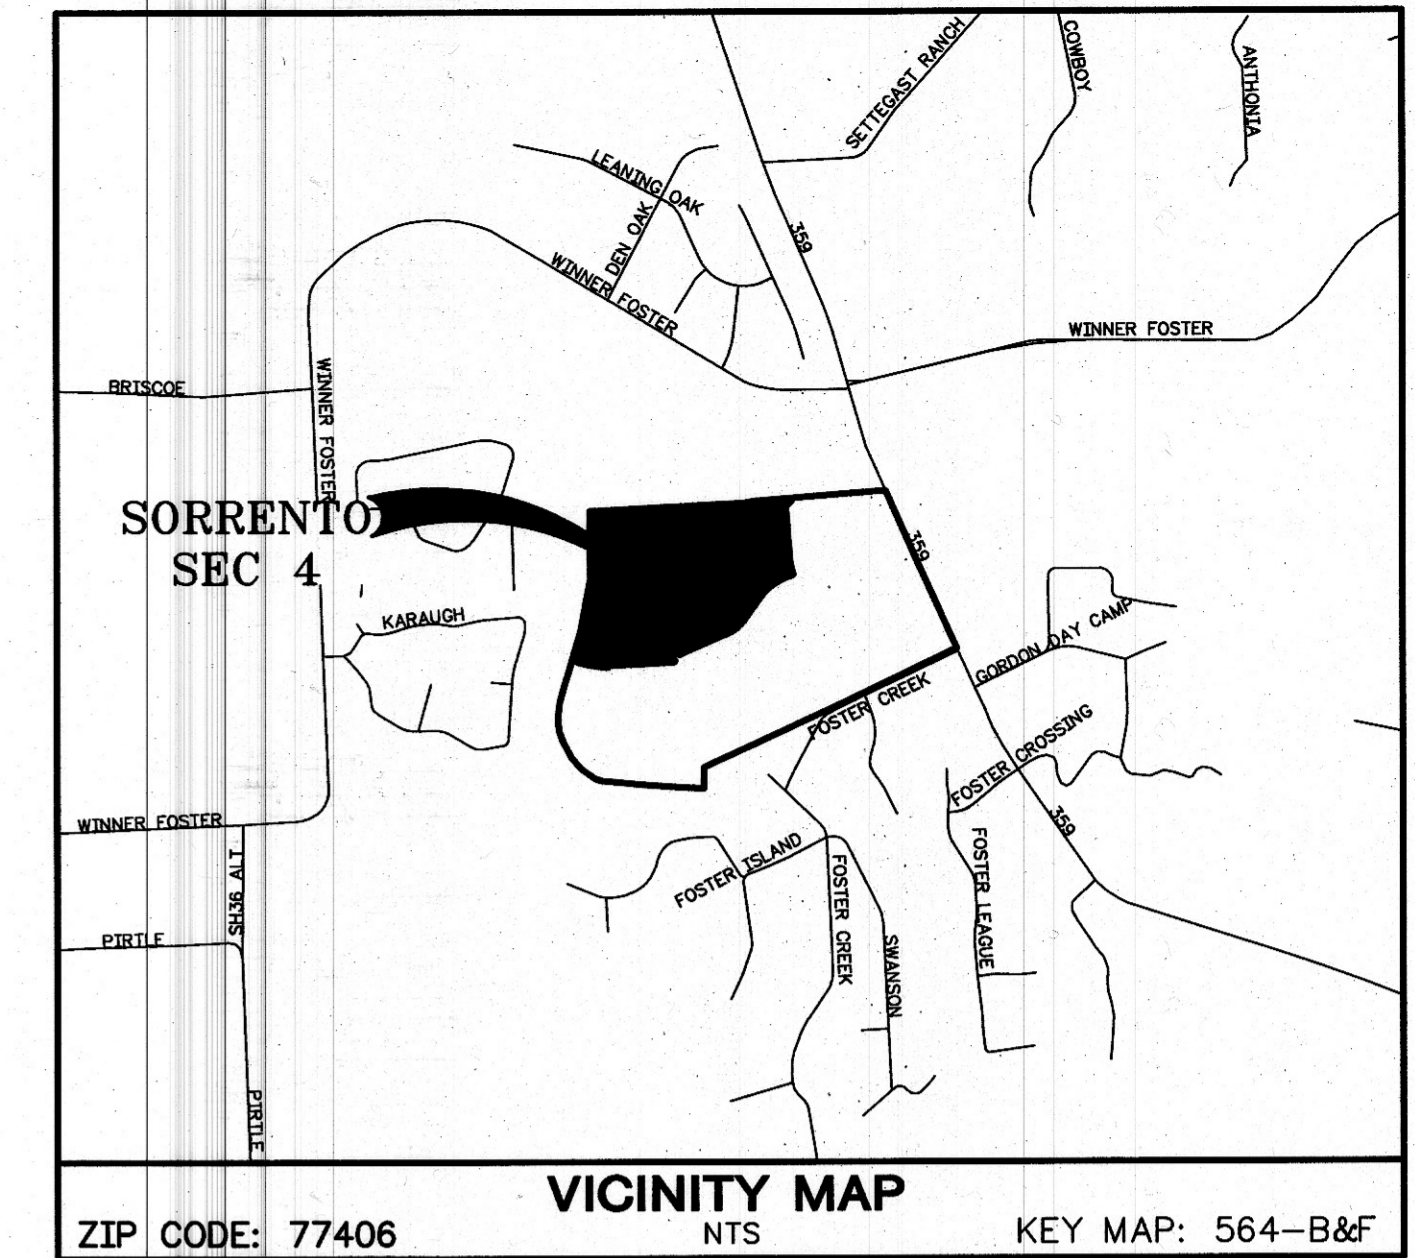 SETTEGAST RANCH
COWBOY
ANTHONIA
LEANING OAK
DEN OAK
359
WINNER FOSTER
WINNER FOSTER
BRISCOE
WINNER FOSTER
SORRENTO
SEC 4
359
KARAUGH
GORDON DAY CAMP
FOSTER CREEK
FOSTER CROSSING
WINNER FOSTER
359
SH36 ALT
FOSTER ISLAND
FOSTER CREEK
FOSTER LEAGUE
PIRTLE
SWANSON
PIRTLE
VICINITY MAP
NTS
ZIP CODE: 77406
KEY MAP: 564-B&F